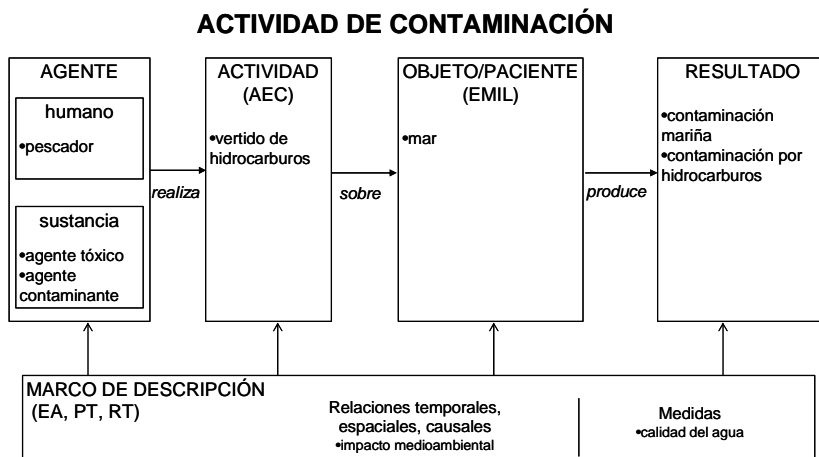 ACTIVIDAD DE CONTAMINACIÓN
AGENTE
humano
•pescador
sustancia
•agente tóxico
•agente
contaminante
realiza
ACTIVIDAD
(AEC)
•vertido de
hidrocarburos
sobre
OBJETO/PACIENTE
(EMIL)
•mar
produce
RESULTADO
•contaminación
mariña
•contaminación por
hidrocarburos
MARCO DE DESCRIPCIÓN
(EA, PT, RT)
Relaciones temporales,
espaciales, causales
•impacto medioambiental
Medidas
•calidad del agua